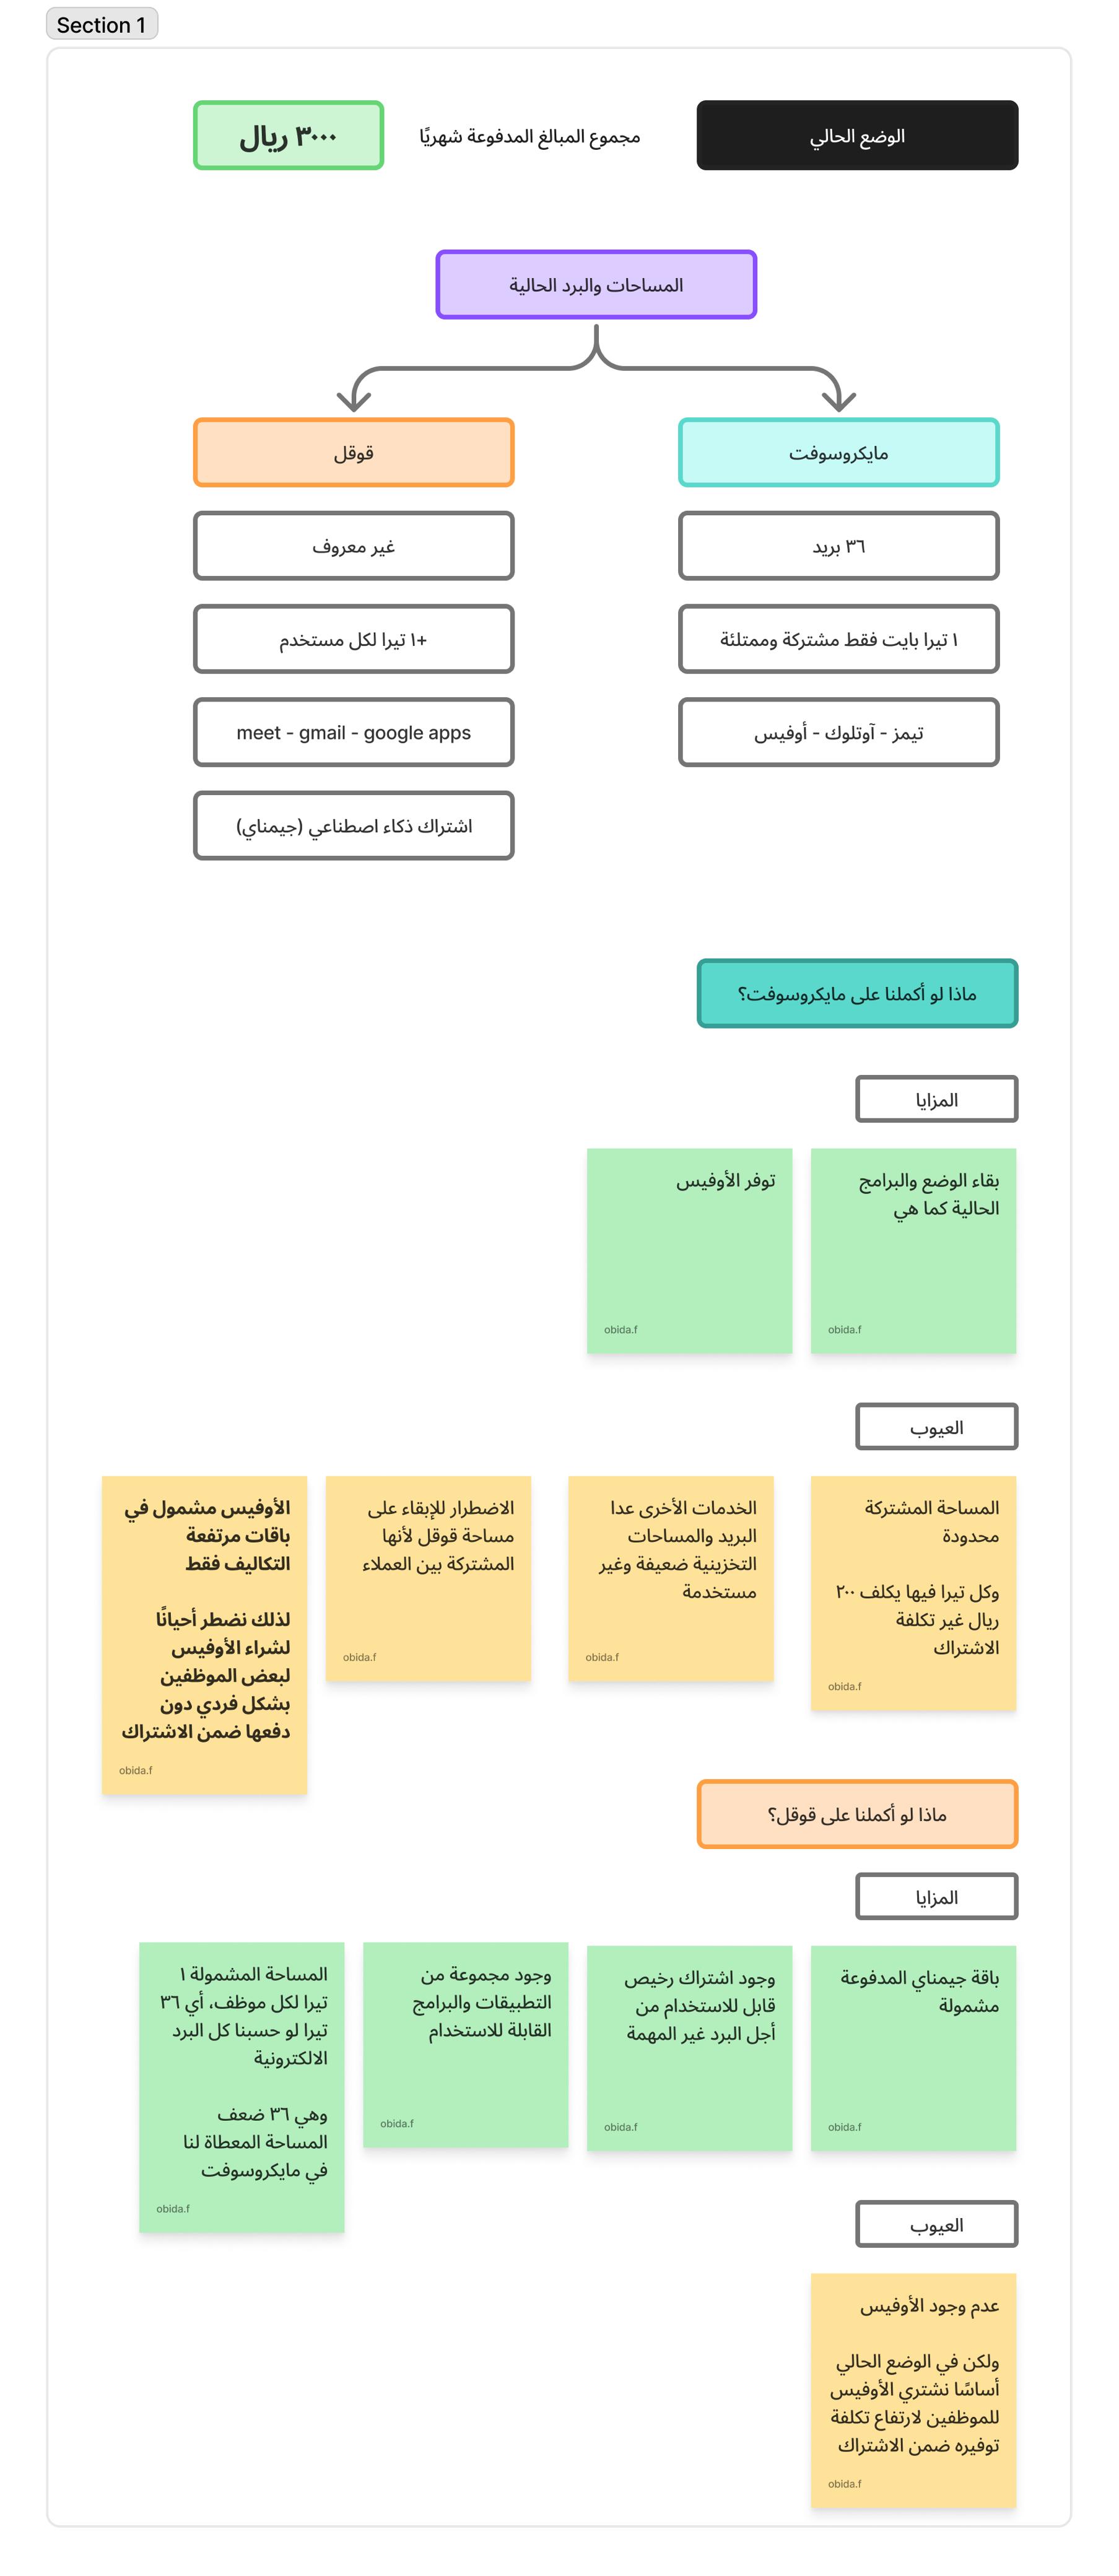 Section 1
الوضع الحالي
مجموع المبالغ المدفوعة شهريًا
٣٠٠٠ ريال
المساحات والبرد الحالية
مايكروسوفت
٣٦ بريد
١ تيرا بايت فقط مشتركة وممتلئة
تيمز - آوتلوك - أوفيس
قوقل
غير معروف
+١ تيرا لكل مستخدم
meet - gmail - google apps
اشتراك ذكاء اصطناعي (جيمناي)
ماذا لو أكملنا على مايكروسوفت؟
المزايا
بقاء الوضع والبرامج
الحالية كما هي
obida.f
توفر الأوفيس
obida.f
العيوب
المساحة المشتركة
محدودة
وكل تيرا فيها يكلف ٢٠٠
ريال غير تكلفة
الاشتراك
obida.f
الخدمات الأخرى عدا
البريد والمساحات
التخزينية ضعيفة وغير
مستخدمة
obida.f
الاضطرار للإبقاء على
مساحة قوقل لأنها
المشتركة بين العملاء
obida.f
الأوفيس مشمول في
باقات مرتفعة
التكاليف فقط
لذلك نضطر أحيانًا
لشراء الأوفيس
لبعض الموظفين
بشكل فردي دون
دفعها ضمن الاشتراك
obida.f
ماذا لو أكملنا على قوقل؟
المزايا
باقة جيمناي المدفوعة
مشمولة
obida.f
وجود اشتراك رخيص
قابل للاستخدام من
أجل البرد غير المهمة
obida.f
وجود مجموعة من
التطبيقات والبرامج
القابلة للاستخدام
obida.f
المساحة المشمولة ١
تيرا لكل موظف، أي ٣٦
تيرا لو حسبنا كل البرد
الالكترونية
وهي ٣٦ ضعف
المساحة المعطاة لنا
في مايكروسوفت
obida.f
العيوب
عدم وجود الأوفيس
ولكن في الوضع الحالي
أساسًا نشتري الأوفيس
للموظفين لارتفاع تكلفة
توفيره ضمن الاشتراك
obida.f